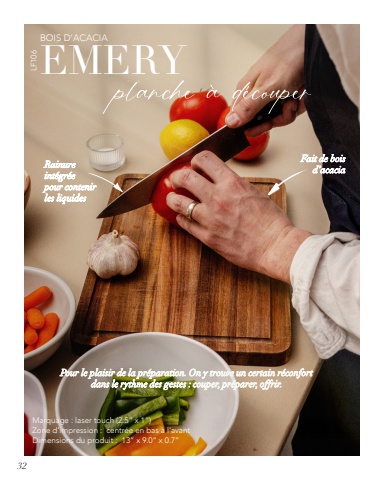 BOIS D'ACACIA
LF106
EMERY
planche à découper
Rainure
intégrée
pour contenir
les liquides
Fait de bois
d'acacia
Pour le plaisir de la préparation. On y trouve un certain réconfort
dans le rythme des gestes : couper, préparer, offrir.
Marquage : laser touch (2.5" x 1")
Zone d'impression : centrée en bas à l'avant
Dimensions du produit : 13" x 9.0" x 0.7"
32